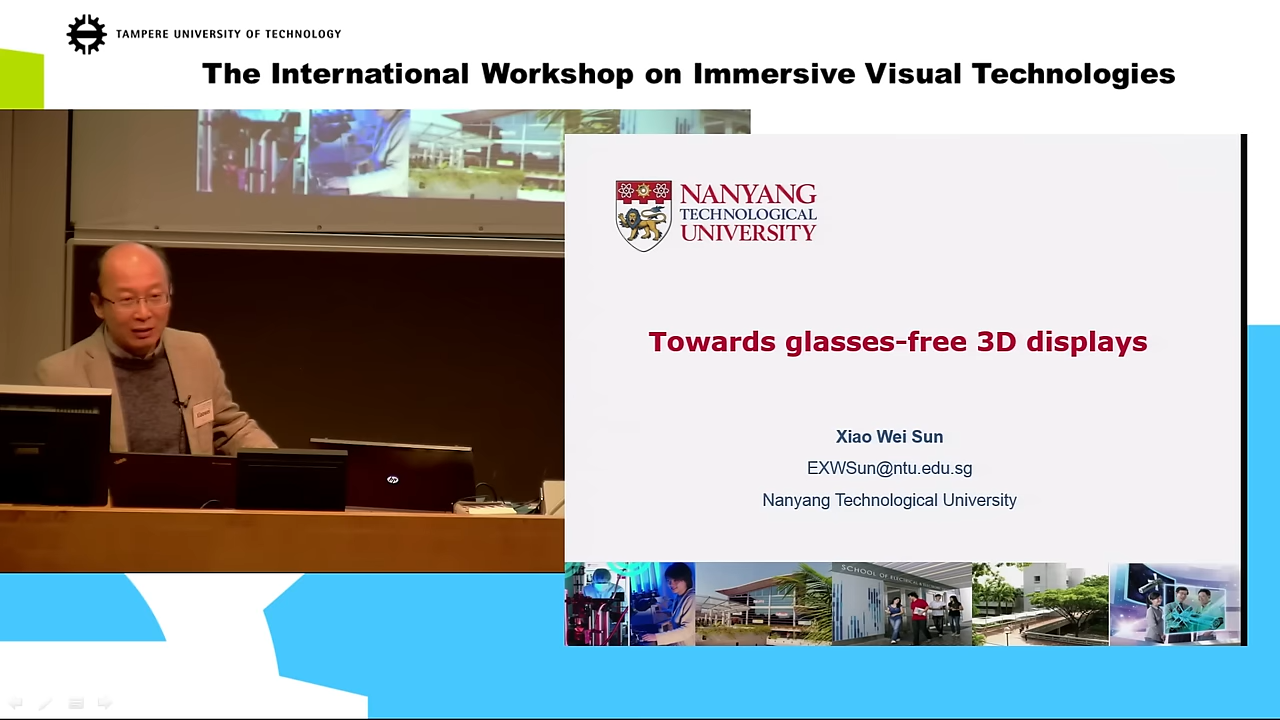 TAMPERE UNIVERSITY OF TECHNOLOGY
The International Workshop on Immersive Visual Technologies
NANYANG
TECHNOLOGICAL
UNIVERSITY
Towards glasses-free 3D displays
Xiao Wei Sun
EXWSun@ntu.edu.sg
Nanyang Technological University
SCHOOL OF ELECTRICAL &
hp